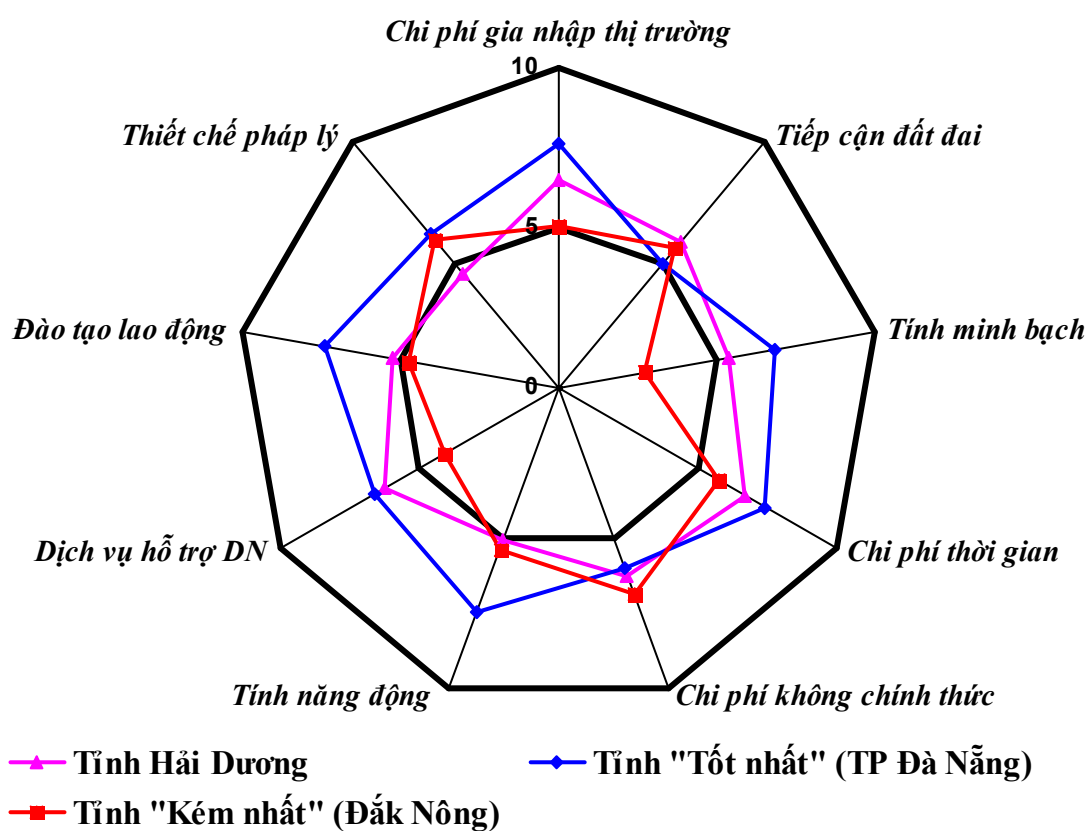 Chi phí gia nhập thị trường
10
Thiết chế pháp lý
Tiếp cận đất đai
5
Đào tạo lao động
Tính minh bạch
0
Dịch vụ hỗ trợ DN
Chi phí thời gian
Tính năng động
Chi phí không chính thức
Tỉnh Hải Dương
Tỉnh "Tốt nhất" (TP Đà Nẵng)
Tỉnh "Kém nhất" (Đắk Nông)